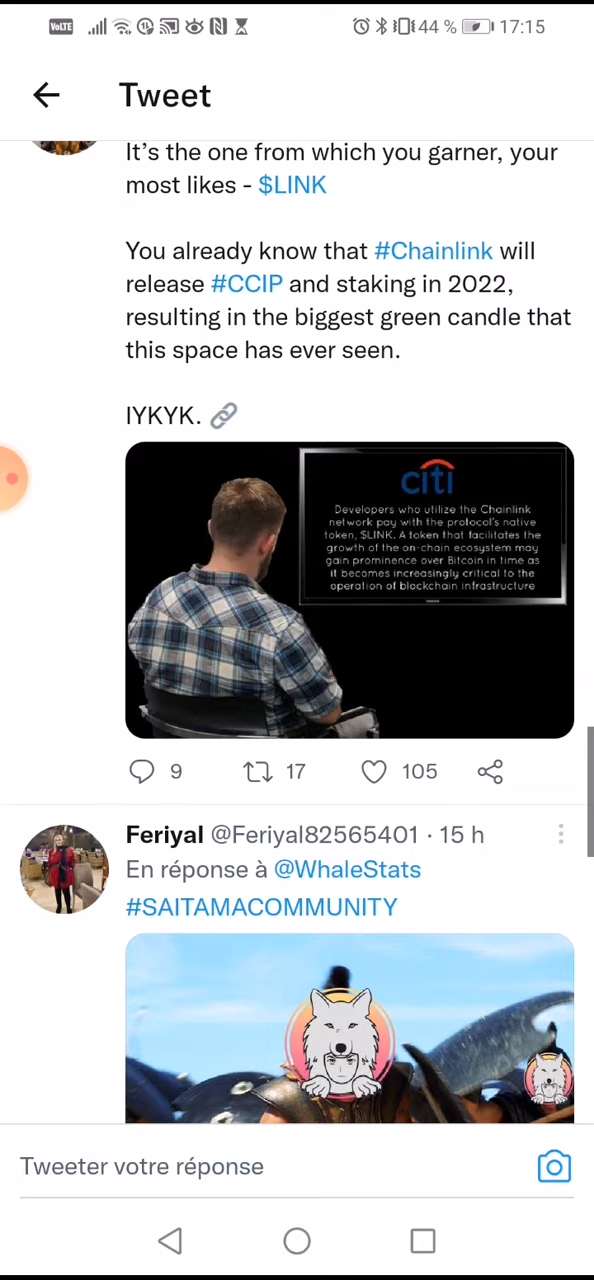 VoLTE 44 % 17:15
Tweet
It's the one from which you garner, your
most likes - $LINK
You already know that #Chainlink will
release #CCIP and staking in 2022,
resulting in the biggest green candle that
this space has ever seen.
IYKYK.
citi
Developers who utilize the Chainlink
network pay with the protocol's native
token, $LINK. A token that facilitates the
growth of the on-chain ecosystem may
gain prominence over Bitcoin in time as
it becomes increasingly critical to the
operation of blockchain infrastructure
9 17 105
Feriyal @Feriyal82565401 · 15 h
En réponse à @WhaleStats
#SAITAMACOMMUNITY
Tweeter votre réponse